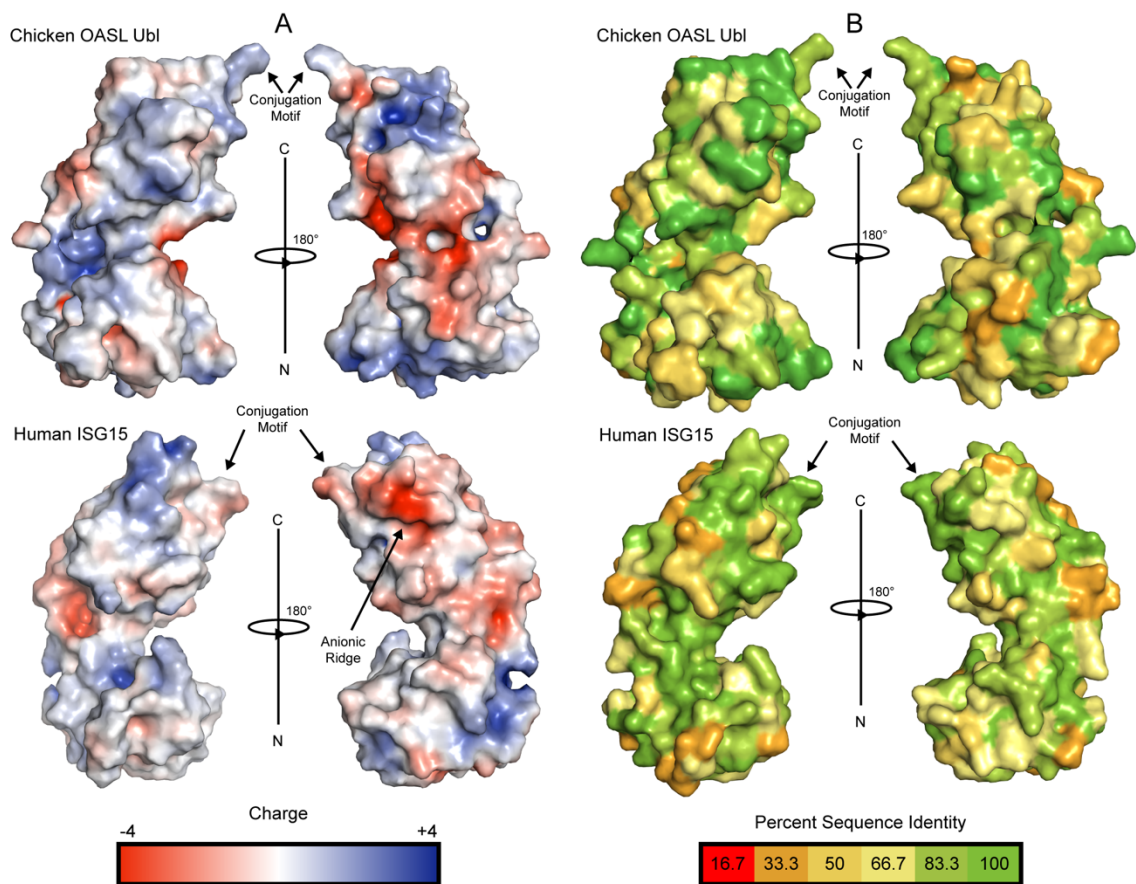 A
B
Chicken OASL Ubl
Chicken OASL Ubl
Conjugation
Motif
Conjugation
Motif
C
C
180°
180°
N
N
Human ISG15
Conjugation
Motif
Human ISG15
Conjugation
Motif
C
C
180°
180°
Anionic
Ridge
N
N
Charge
-4
+4
Percent Sequence Identity
16.7 33.3 50 66.7 83.3 100